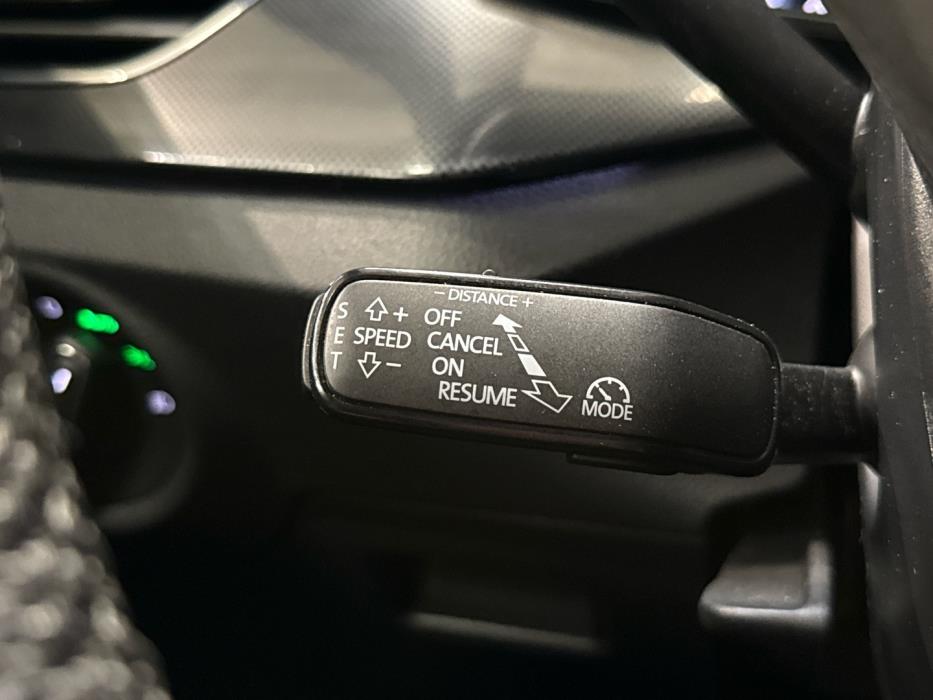 - DISTANCE +
S + OFF
E SPEED CANCEL
T - ON
RESUME
MODE